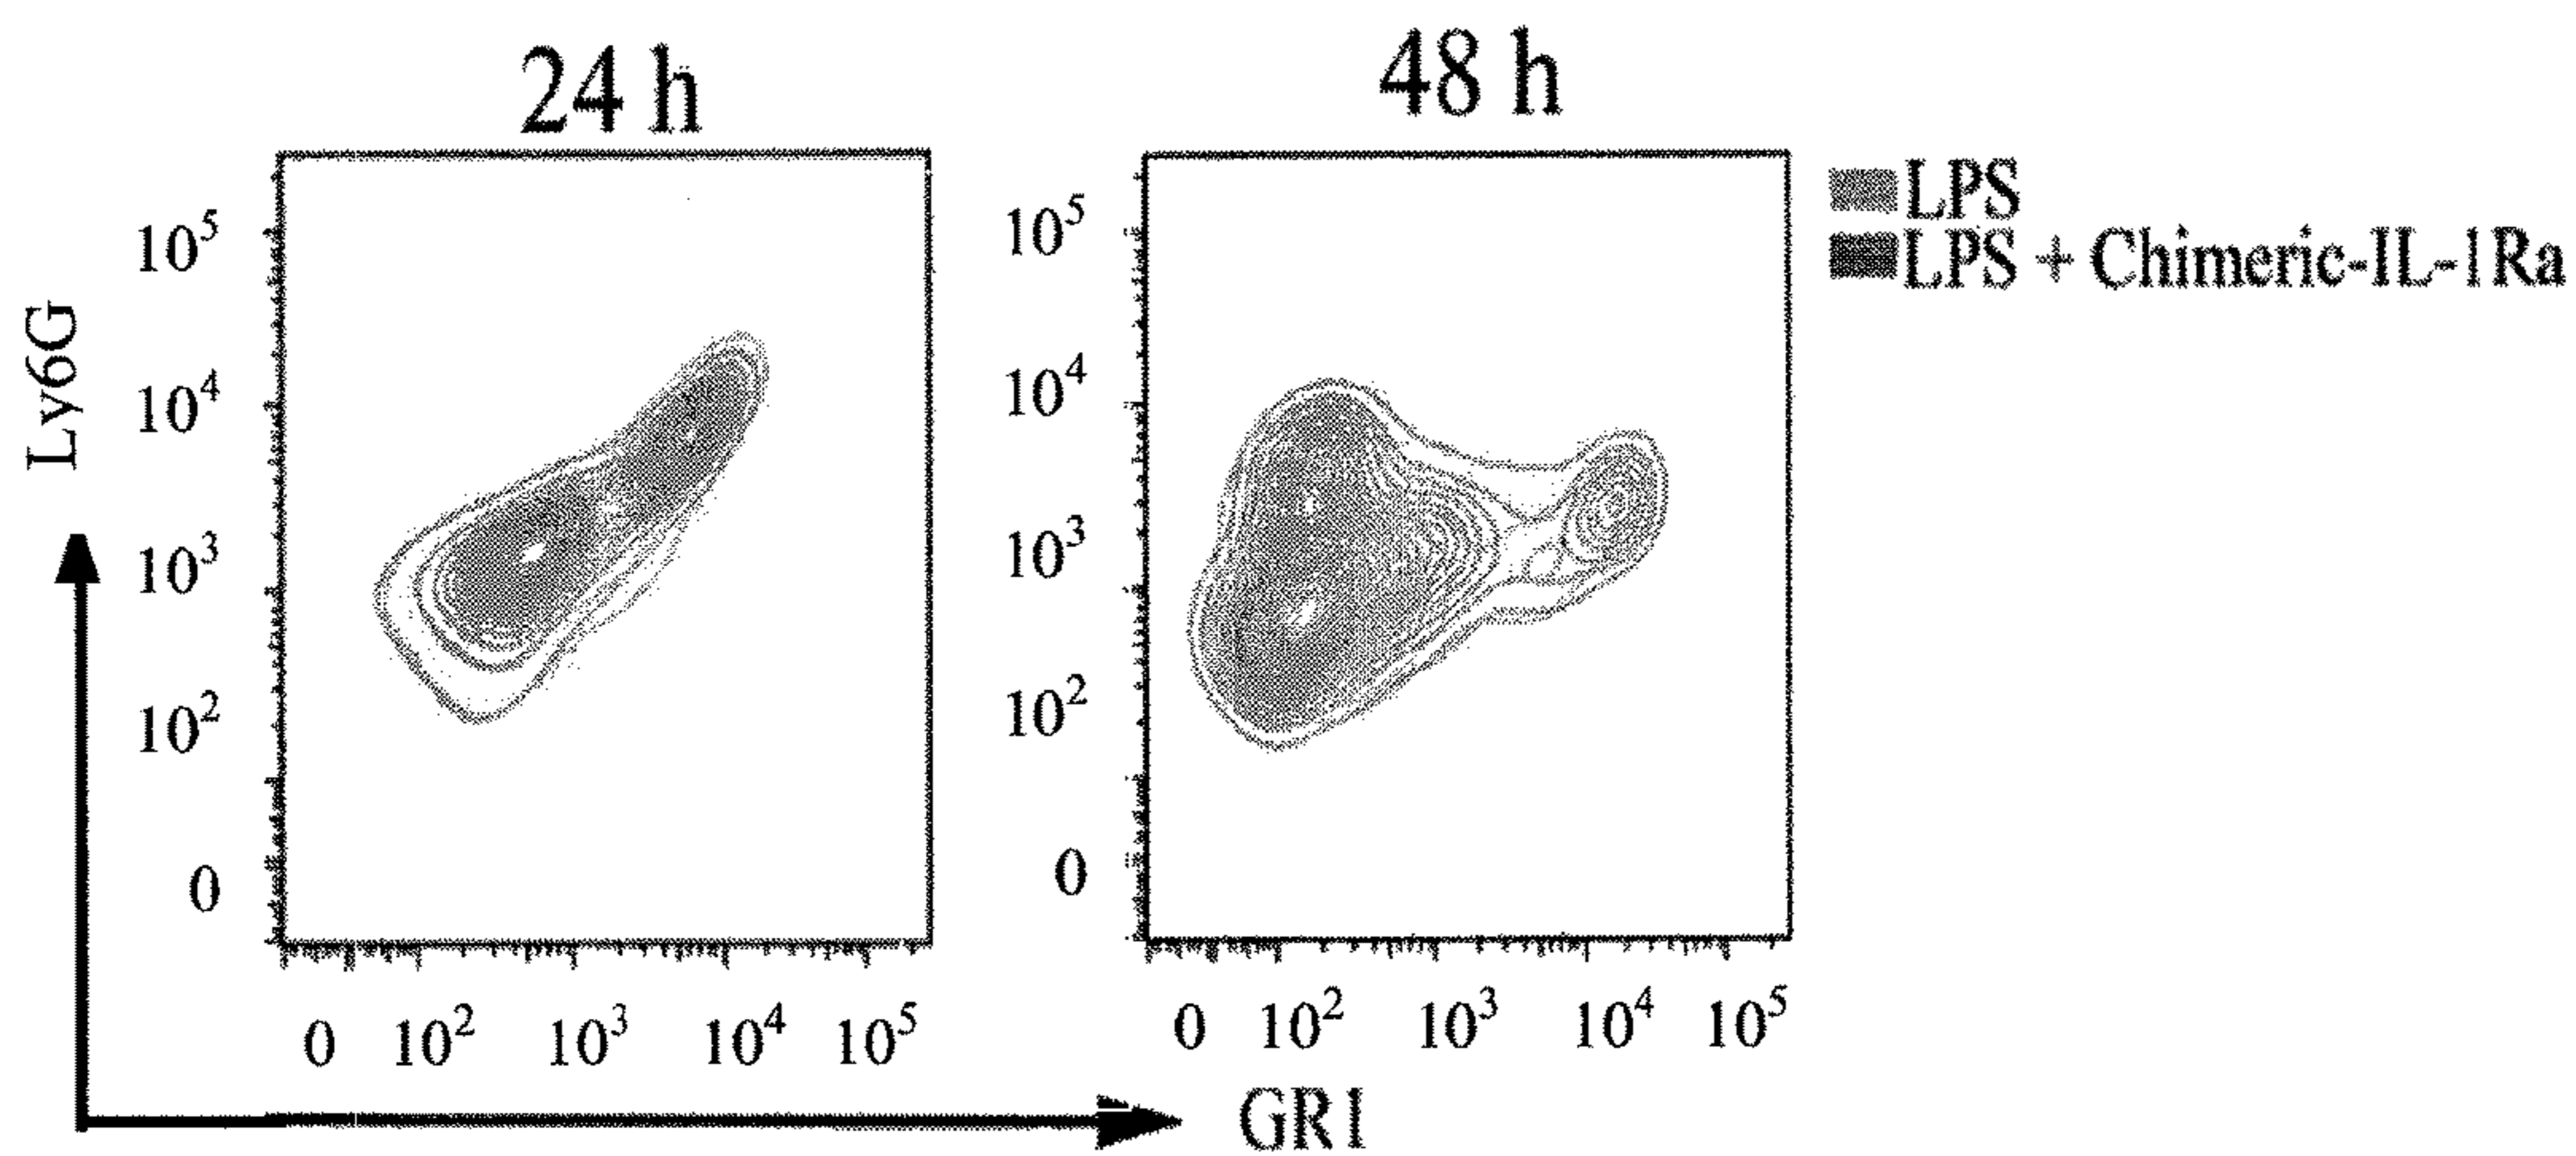 24 h
48 h
LPS
LPS + Chimeric-IL-1Ra
Ly6G
10⁵
10⁴
10³
10²
0
10⁵
10⁴
10³
10²
0
0 10² 10³ 10⁴ 10⁵
0 10² 10³ 10⁴ 10⁵
GR1